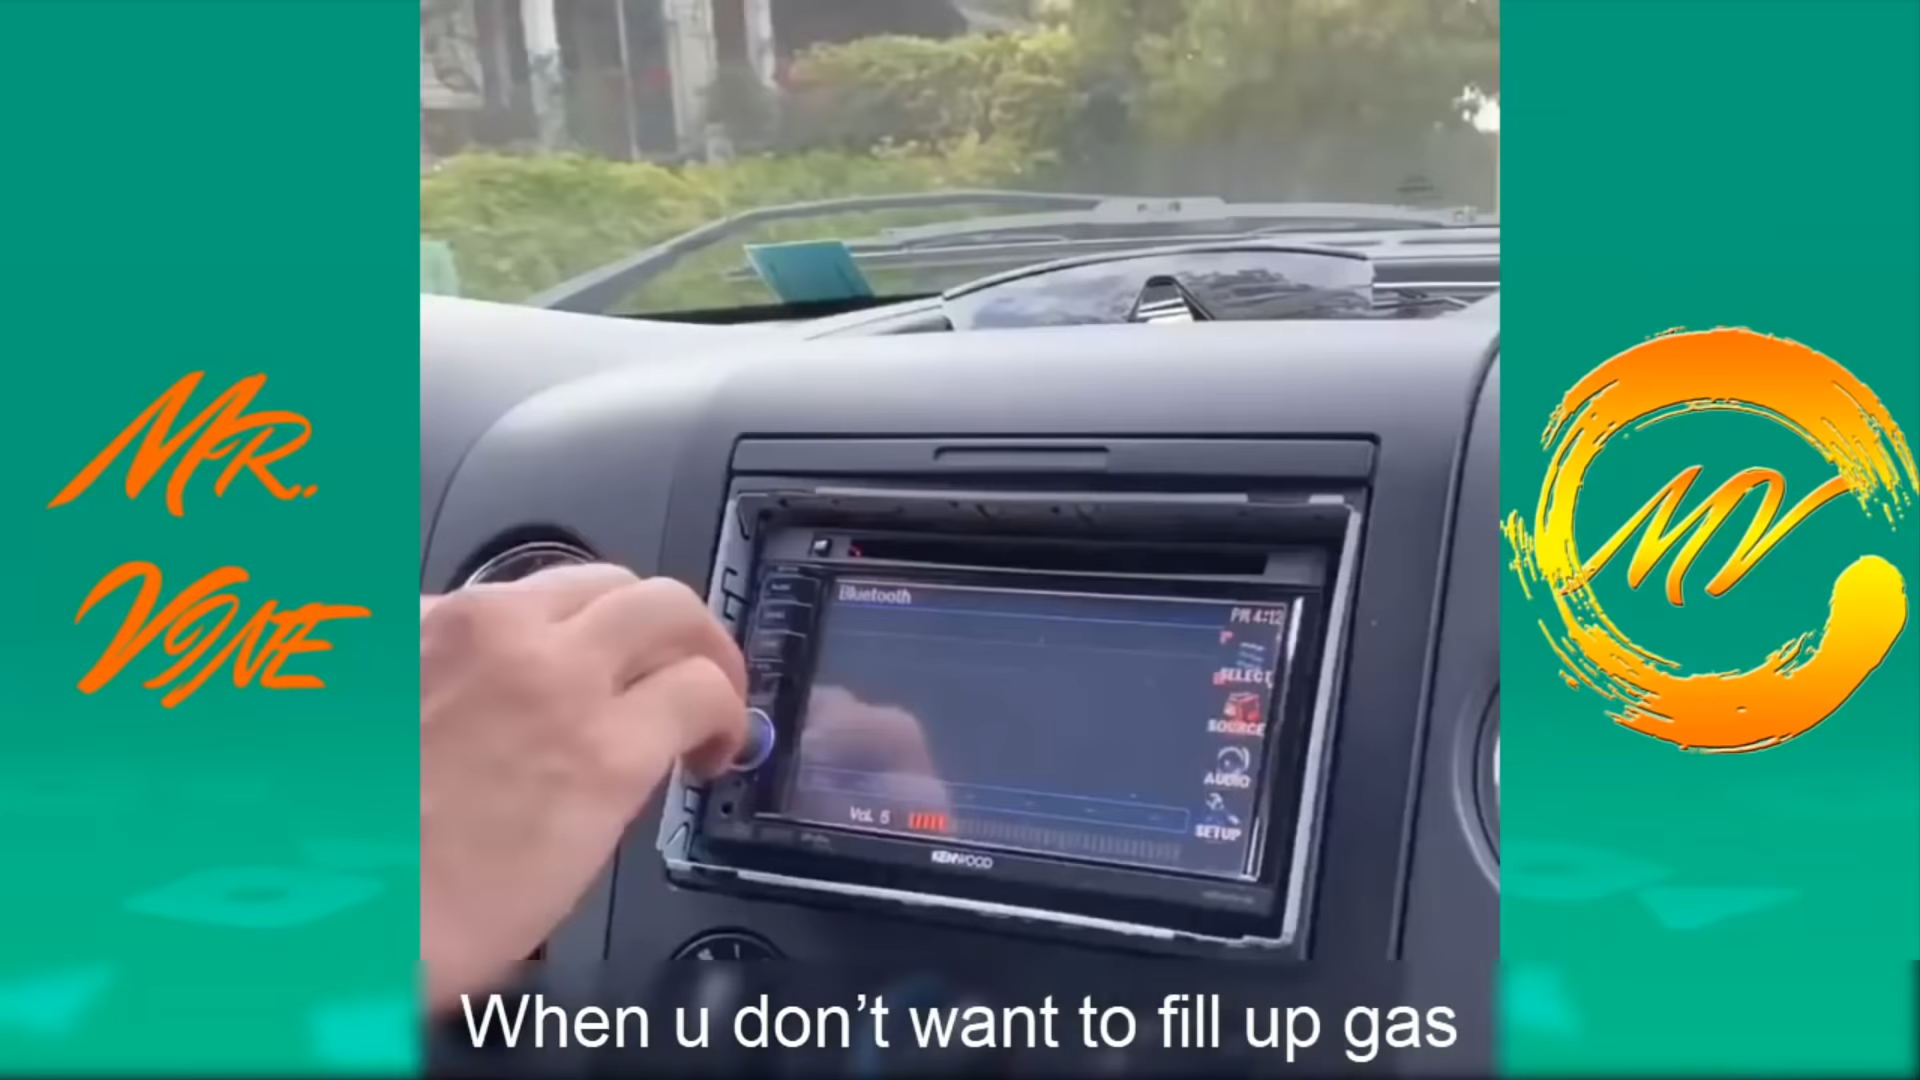 MR.
VINE
MV
Bluetooth
PM 4:12
SELECT
SOURCE
AUDIO
SETUP
Vol. 5
KENWOOD
When u don’t want to fill up gas